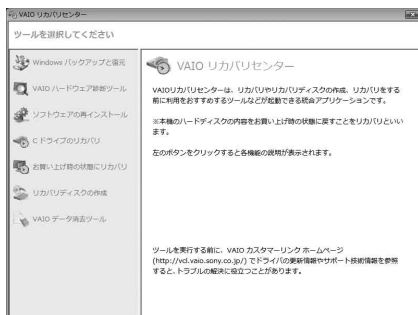 VAIO リカバリセンター
ツールを選択してください
Windows バックアップと復元
VAIO ハードウェア診断ツール
ソフトウェアの再インストール
C ドライブのリカバリ
お買い上げ時の状態にリカバリ
リカバリディスクの作成
VAIO データ消去ツール
VAIO リカバリセンター
VAIOリカバリセンターは、リカバリやリカバリディスクの作成、リカバリをする
前に利用をおすすめするツールなどが起動できる統合アプリケーションです。
※本機のハードディスクの内容をお買い上げ時の状態に戻すことをリカバリといい
ます。
左のボタンをクリックすると各機能の説明が表示されます。
ツールを実行する前に、VAIO カスタマーリンク ホームページ
(http://vcl.vaio.sony.co.jp/) でドライバの更新情報やサポート技術情報を参照
すると、トラブルの解決に役立つことがあります。